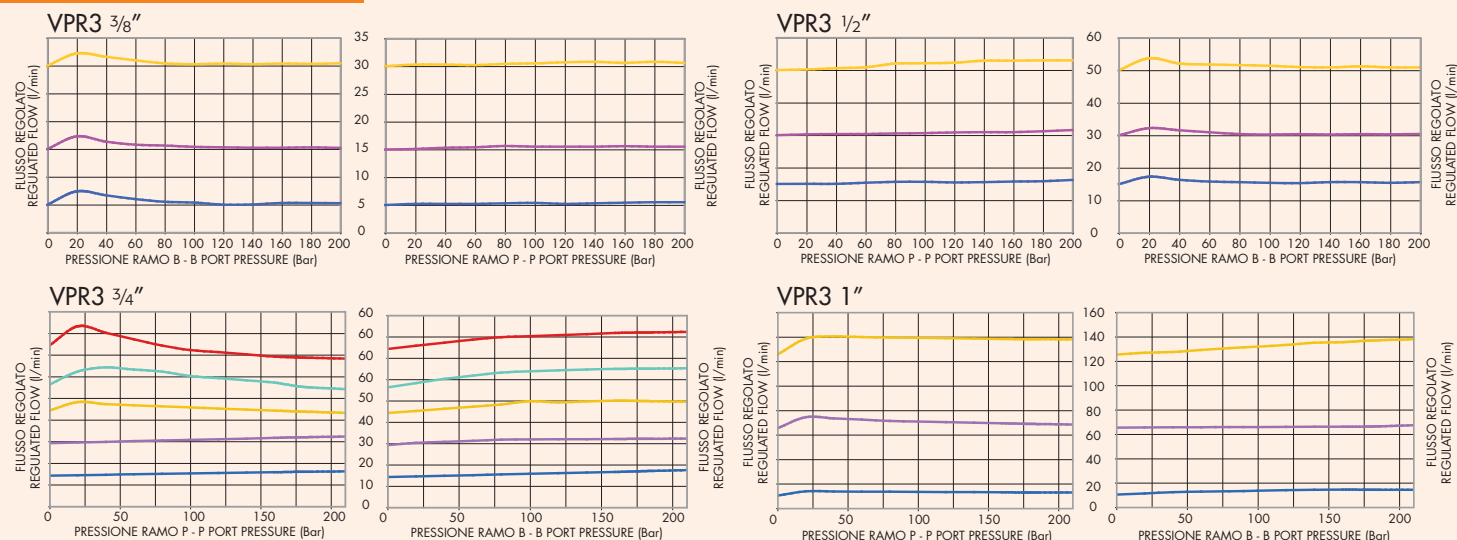 VPR3 3/8"
FLUSSO REGOLATO
REGULATED FLOW (l/min)
0 20 40 60 80 100 120 140 160 180 200
PRESSIONE RAMO B - B PORT PRESSURE (Bar)
35
30
25
20
15
10
5
0
0 20 40 60 80 100 120 140 160 180 200
PRESSIONE RAMO P - P PORT PRESSURE (Bar)
FLUSSO REGOLATO
REGULATED FLOW (l/min)
VPR3 1/2"
FLUSSO REGOLATO
REGULATED FLOW (l/min)
0 20 40 60 80 100 120 140 160 180 200
PRESSIONE RAMO P - P PORT PRESSURE (Bar)
60
50
40
30
20
10
0
0 20 40 60 80 100 120 140 160 180 200
PRESSIONE RAMO B - B PORT PRESSURE (Bar)
FLUSSO REGOLATO
REGULATED FLOW (l/min)
VPR3 3/4"
FLUSSO REGOLATO
REGULATED FLOW (l/min)
0 50 100 150 200
PRESSIONE RAMO P - P PORT PRESSURE (Bar)
60
60
60
60
50
40
30
20
10
0
0 50 100 150 200
PRESSIONE RAMO B - B PORT PRESSURE (Bar)
FLUSSO REGOLATO
REGULATED FLOW (l/min)
VPR3 1"
FLUSSO REGOLATO
REGULATED FLOW (l/min)
0 50 100 150 200
PRESSIONE RAMO P - P PORT PRESSURE (Bar)
160
140
120
100
80
60
40
20
0
0 50 100 150 200
PRESSIONE RAMO B - B PORT PRESSURE (Bar)
FLUSSO REGOLATO
REGULATED FLOW (l/min)